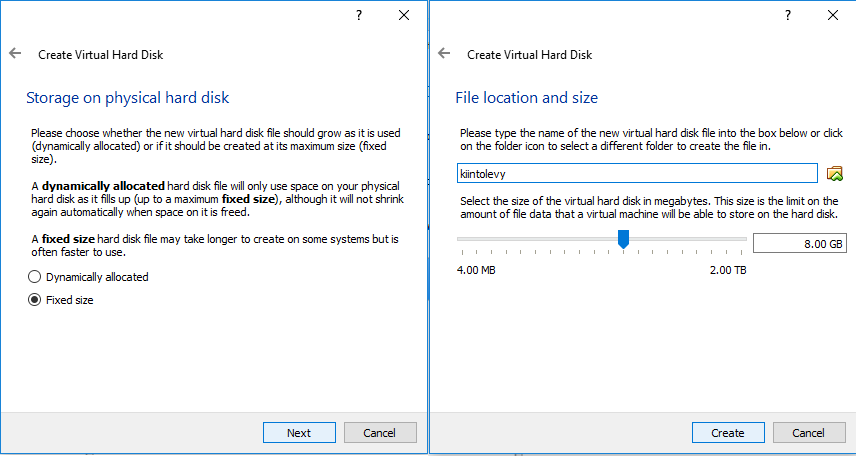 ?
Create Virtual Hard Disk
Storage on physical hard disk
Please choose whether the new virtual hard disk file should grow as it is used
(dynamically allocated) or if it should be created at its maximum size (fixed
size).
A dynamically allocated hard disk file will only use space on your physical
hard disk as it fills up (up to a maximum fixed size), although it will not shrink
again automatically when space on it is freed.
A fixed size hard disk file may take longer to create on some systems but is
often faster to use.
Dynamically allocated
Fixed size
Next Cancel
?
Create Virtual Hard Disk
File location and size
Please type the name of the new virtual hard disk file into the box below or click
on the folder icon to select a different folder to create the file in.
kiintolevy
Select the size of the virtual hard disk in megabytes. This size is the limit on the
amount of file data that a virtual machine will be able to store on the hard disk.
8.00 GB
4.00 MB 2.00 TB
Create Cancel